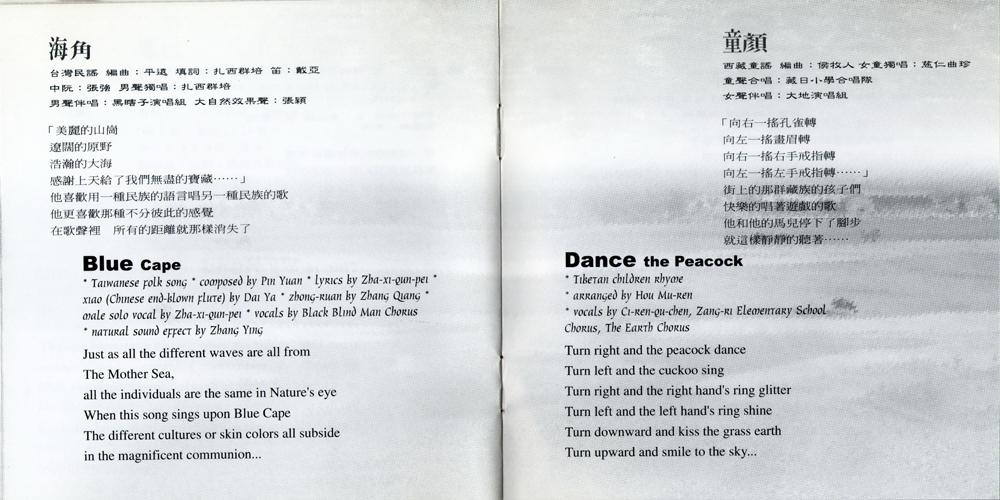 海角
台灣民謠 編曲：平遠 填詞：扎西群培 笛：戴亞
中阮：張強 男聲獨唱：扎西群培
男聲伴唱：黑瞎子演唱組 大自然效果聲：張穎
「美麗的山崗
遼闊的原野
浩瀚的大海
感謝上天給了我們無盡的寶藏⋯⋯」
他喜歡用一種民族的語言唱另一種民族的歌
他更喜歡那種不分彼此的感覺
在歌聲裡　所有的距離就那樣消失了
Blue Cape
* Taiwanese folk song * composed by Pin Yuan * lyrics by Zha-xi-qun-pei *
xiao (Chinese end-blown flute) by Dai Ya * zhong-ruan by Zhang Qiang *
male solo vocal by Zha-xi-qun-pei * vocals by Black Blind Man Chorus
* natural sound effect by Zhang Ying
Just as all the different waves are all from
The Mother Sea,
all the individuals are the same in Nature's eye
When this song sings upon Blue Cape
The different cultures or skin colors all subside
in the magnificent communion...
童顏
西藏童謠 編曲：侯牧人 女童獨唱：慈仁曲珍
童聲合唱：藏日小學合唱隊
女聲伴唱：大地演唱組
「向右一搖孔雀轉
向左一搖畫眉轉
向右一搖右手戒指轉
向左一搖左手戒指轉⋯⋯」
街上的那群藏族的孩子們
快樂的唱著遊戲的歌
他和他的馬兒停下了腳步
就這樣靜靜的聽著⋯⋯
Dance the Peacock
* Tibetan children rhyme
* arranged by Hou Mu-ren
* vocals by Ci-ren-qu-chen, Zang-ri Elementary School
Chorus, The Earth Chorus
Turn right and the peacock dance
Turn left and the cuckoo sing
Turn right and the right hand's ring glitter
Turn left and the left hand's ring shine
Turn downward and kiss the grass earth
Turn upward and smile to the sky...